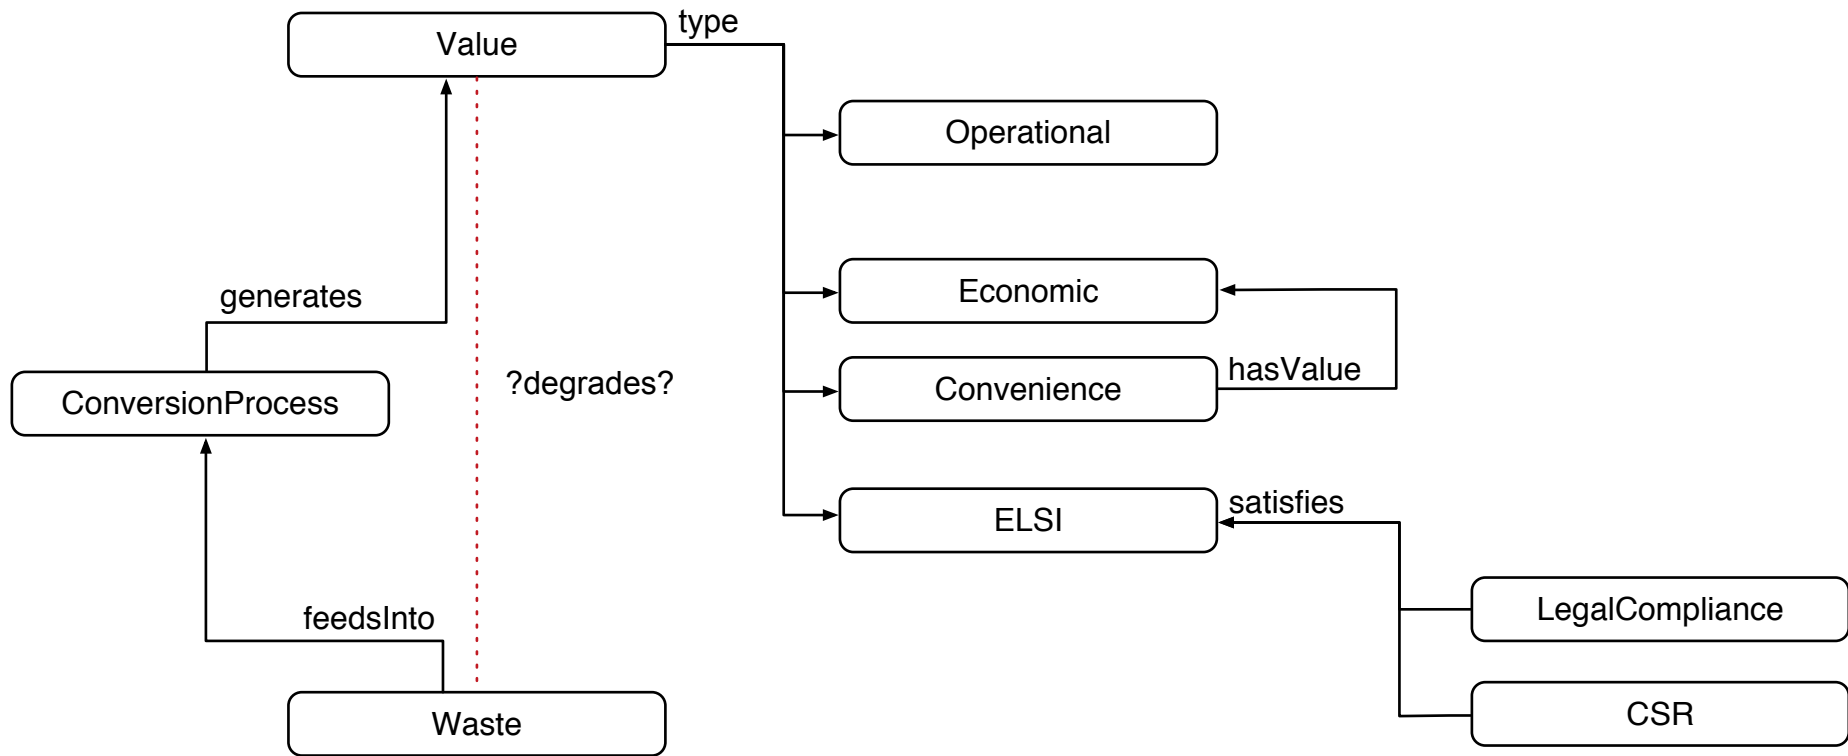 Value
type
Operational
generates
Economic
ConversionProcess
?degrades?
Convenience
hasValue
ELSI
satisfies
feedsInto
LegalCompliance
Waste
CSR